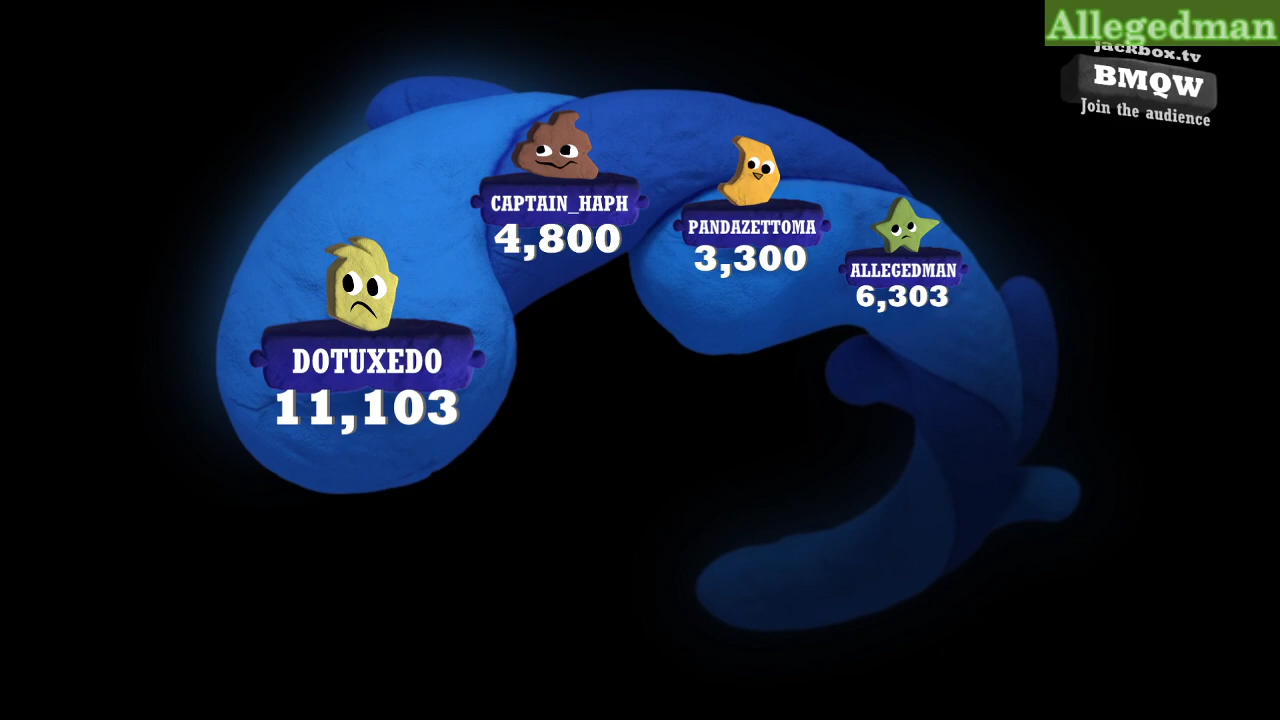 Allegedman
jackbox.tv
BMQW
Join the audience
CAPTAIN_HAPH
4,800
PANDAZETTOMA
3,300
ALLEGEDMAN
6,303
DOTUXEDO
11,103